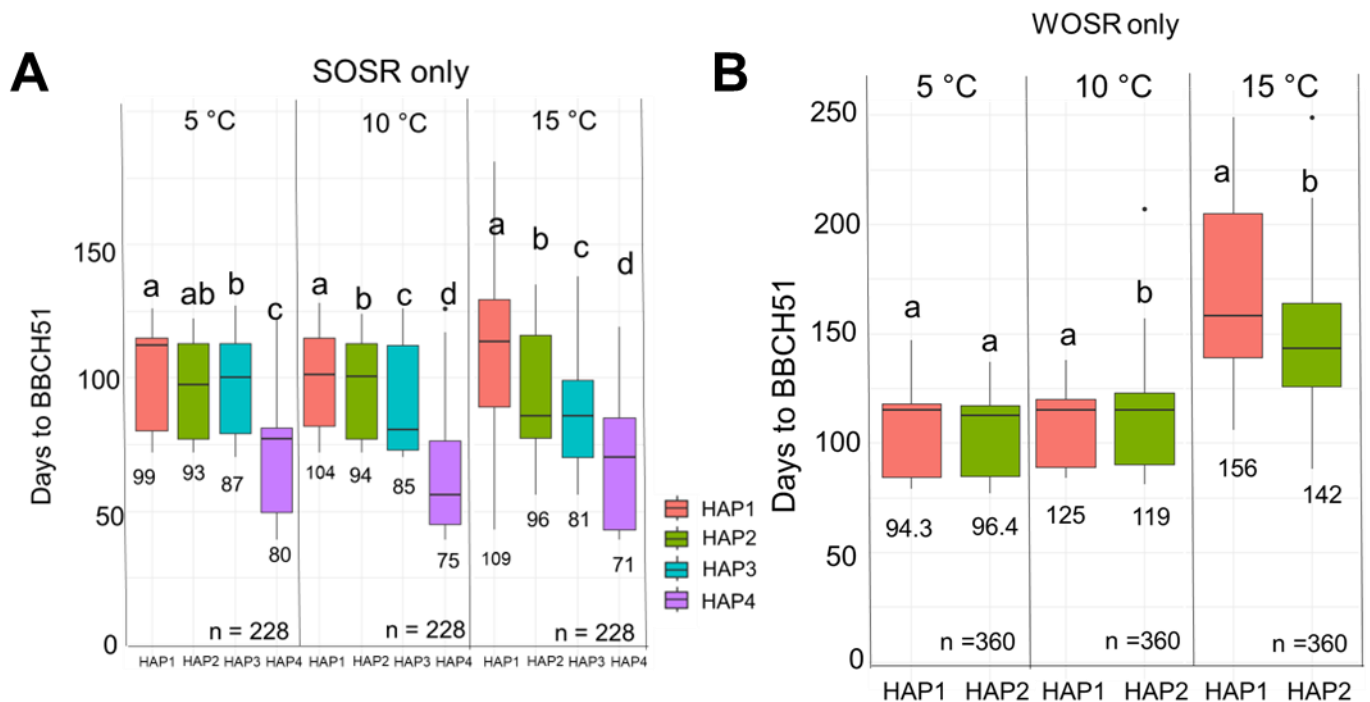 A
SOSR only
5 °C
10 °C
15 °C
Days to BBCH51
150
100
50
0
a
ab
b
c
a
b
c
d
a
b
c
d
99
93
87
80
104
94
85
75
109
96
81
71
n = 228
n = 228
n = 228
HAP1
HAP2
HAP3
HAP4
HAP1
HAP2
HAP3
HAP4
HAP1
HAP2
HAP3
HAP4
HAP1
HAP2
HAP3
HAP4
B
WOSR only
5 °C
10 °C
15 °C
Days to BBCH51
250
200
150
100
50
0
a
a
a
b
a
b
94.3
96.4
125
119
156
142
n =360
n =360
n =360
HAP1
HAP2
HAP1
HAP2
HAP1
HAP2